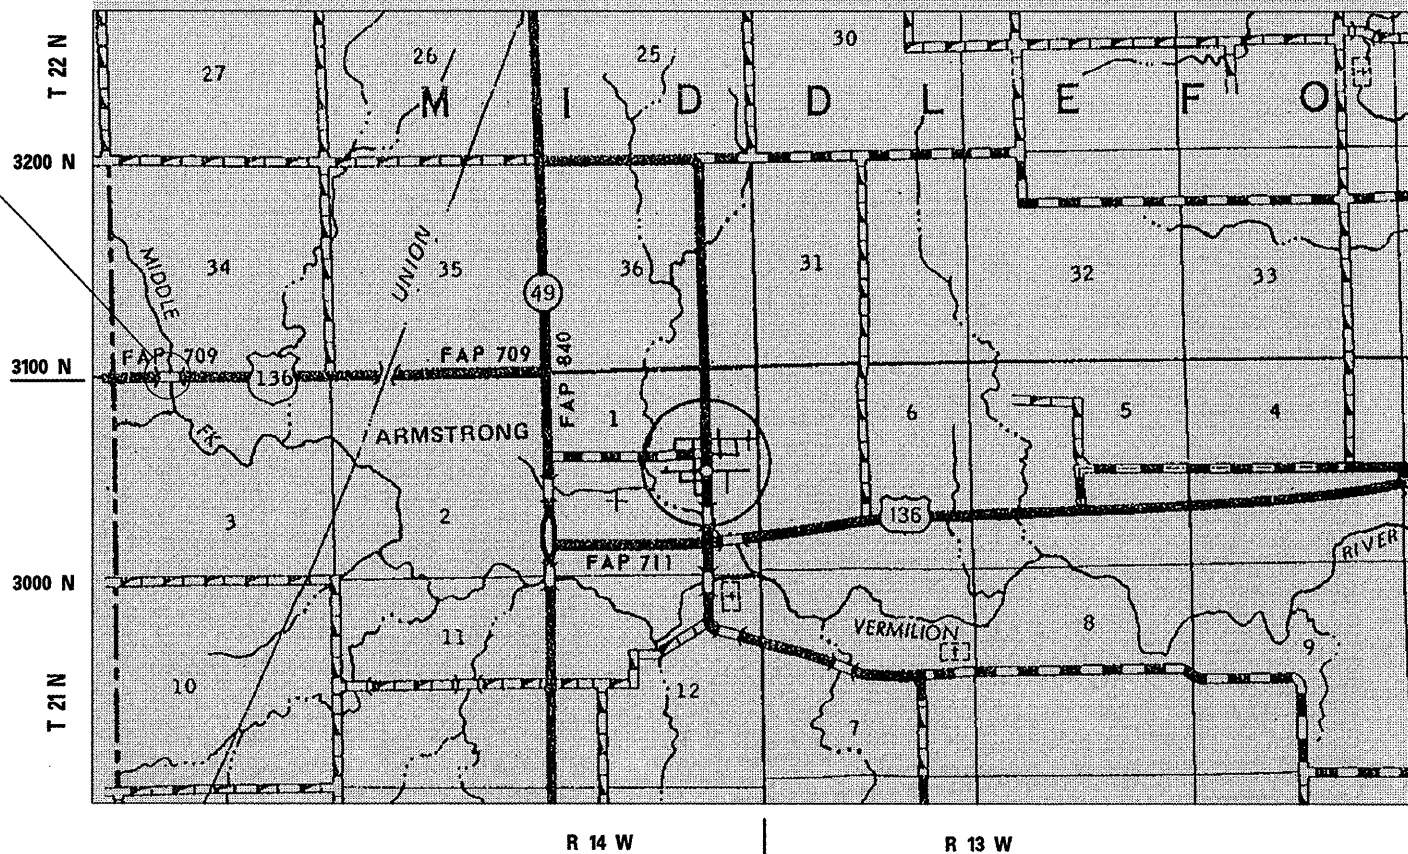 T 22 N
27
26
25
30
M I D D L E F O
3200 N
34
35
36
31
32
33
MIDDLE
UNION
49
FAP 709
136
FAP 709
FAP 840
3100 N
1
6
5
4
FK
ARMSTRONG
3
2
136
FAP 711
RIVER
3000 N
11
VERMILION
8
9
10
12
7
T 21 N
R 14 W
R 13 W